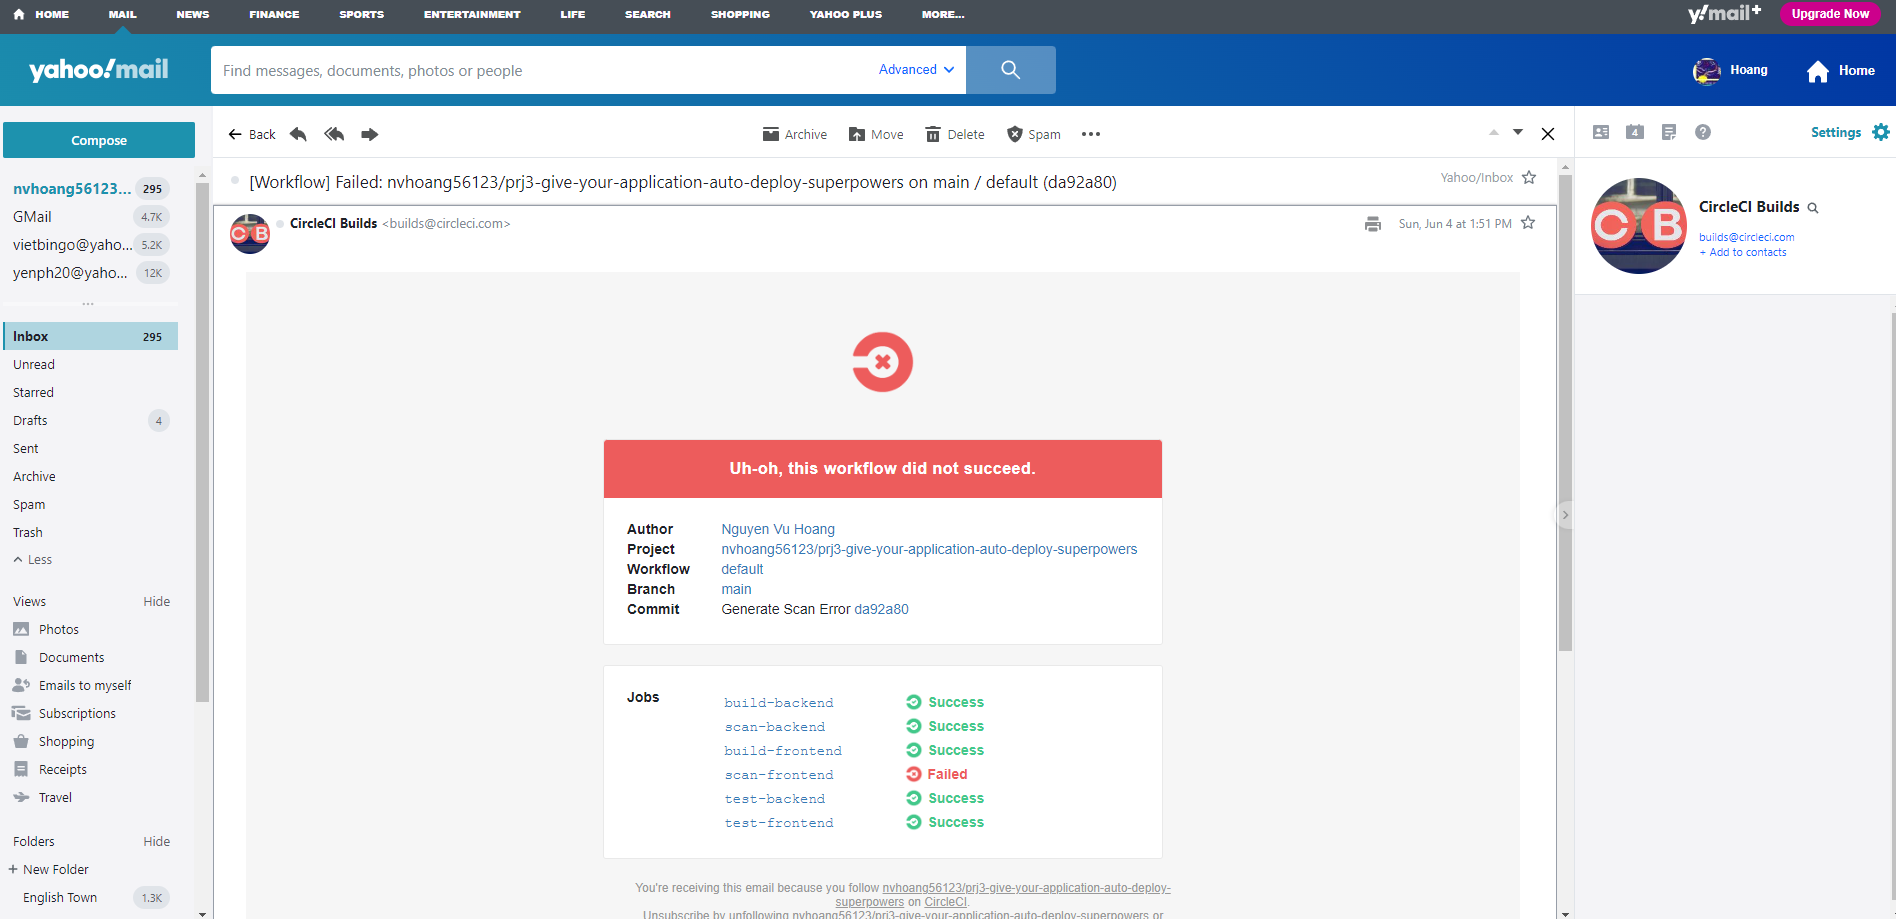 HOME MAIL NEWS FINANCE SPORTS ENTERTAINMENT LIFE SEARCH SHOPPING YAHOO PLUS MORE... y!mail+ Upgrade Now
yahoo!mail Find messages, documents, photos or people Advanced Hoang Home
Compose
Back Archive Move Delete Spam
4 Settings
nvhoang56123... 295
GMail 4.7K
vietbingo@yaho... 5.2K
yenph20@yaho... 12K
Inbox 295
Unread
Starred
Drafts 4
Sent
Archive
Spam
Trash
Less
Views Hide
Photos
Documents
Emails to myself
Subscriptions
Shopping
Receipts
Travel
Folders Hide
+ New Folder
English Town 1.3K
[Workflow] Failed: nvhoang56123/prj3-give-your-application-auto-deploy-superpowers on main / default (da92a80) Yahoo/Inbox
CB CircleCI Builds <builds@circleci.com> Sun, Jun 4 at 1:51 PM
Uh-oh, this workflow did not succeed.
Author Nguyen Vu Hoang
Project nvhoang56123/prj3-give-your-application-auto-deploy-superpowers
Workflow default
Branch main
Commit Generate Scan Error da92a80
Jobs
build-backend Success
scan-backend Success
build-frontend Success
scan-frontend Failed
test-backend Success
test-frontend Success
You're receiving this email because you follow nvhoang56123/prj3-give-your-application-auto-deploy-
superpowers on CircleCI.
Unsubscribe by unfollowing nvhoang56123/prj3-give-your-application-auto-deploy-superpowers or
CB
CircleCI Builds
builds@circleci.com
+ Add to contacts